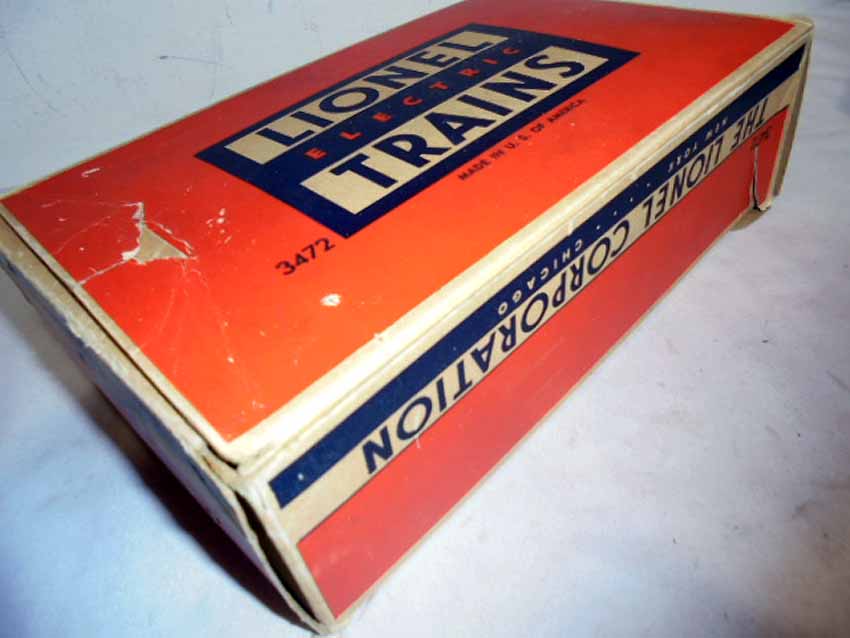 LIONEL
ELECTRIC
TRAINS
MADE IN U. S. OF AMERICA
3472
THE LIONEL CORPORATION
NEW YORK . . . . . CHICAGO